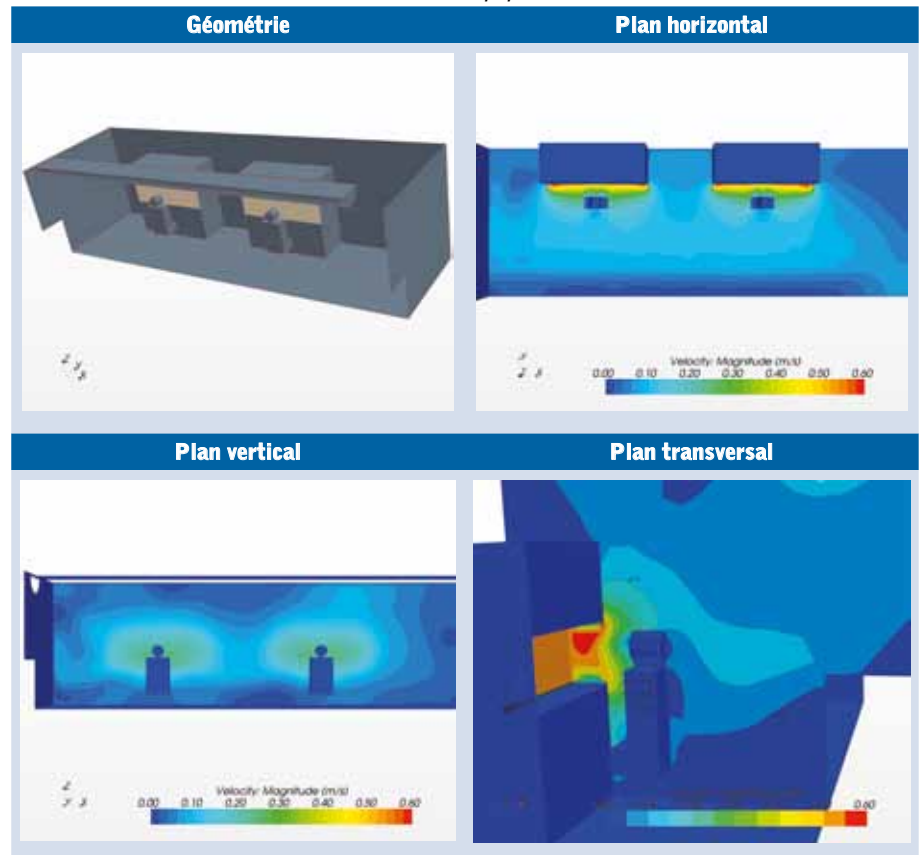 Géométrie
Plan horizontal
Velocity: Magnitude (m/s)
0.00 0.10 0.20 0.30 0.40 0.50 0.60
Plan vertical
Plan transversal
Velocity: Magnitude (m/s)
0.00 0.10 0.20 0.30 0.40 0.50 0.60
0.60